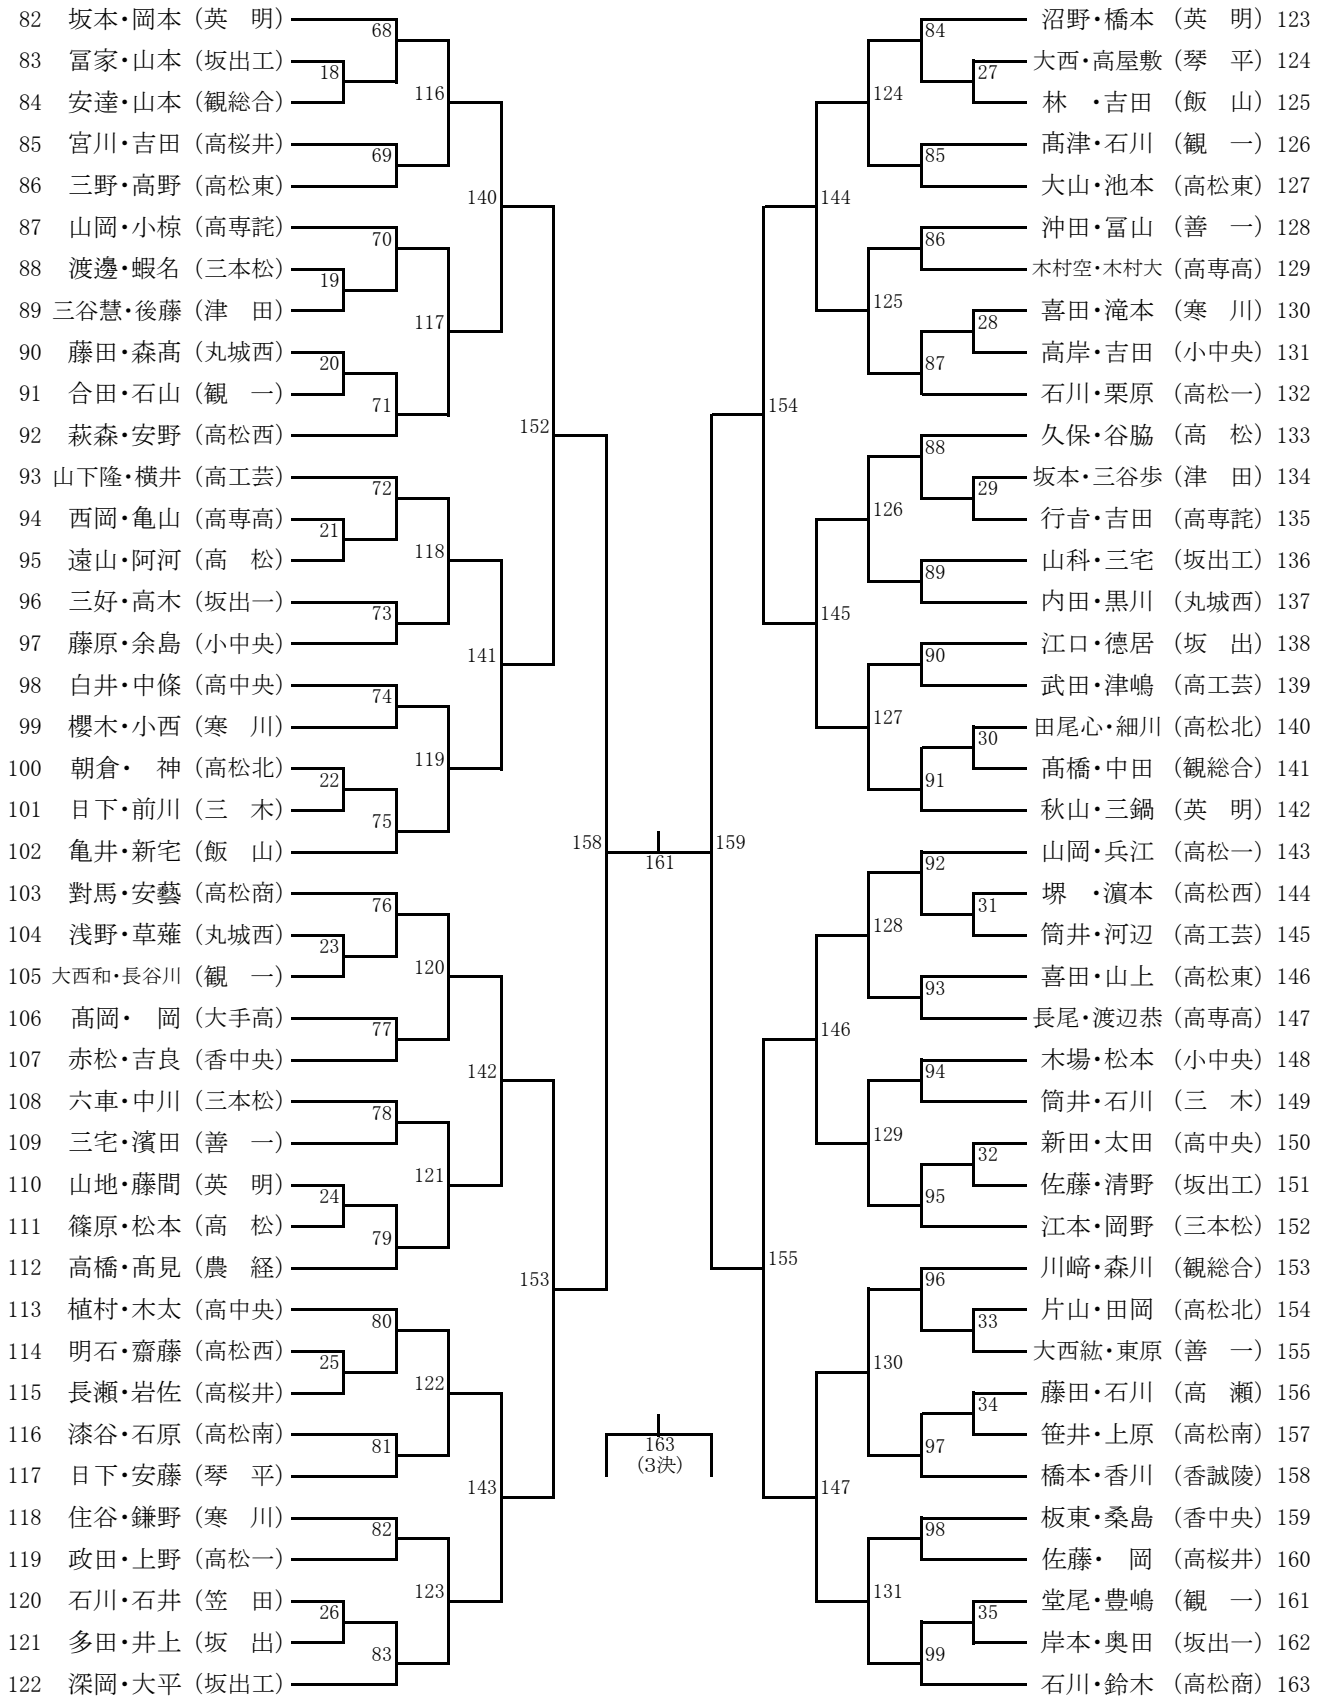 82 坂本・岡本 (英　明)
83 冨家・山本 (坂出工)
84 安達・山本 (観総合)
85 宮川・吉田 (高桜井)
86 三野・高野 (高松東)
87 山岡・小椋 (高専詫)
88 渡邊・蝦名 (三本松)
89 三谷慧・後藤 (津　田)
90 藤田・森髙 (丸城西)
91 合田・石山 (観　一)
92 萩森・安野 (高松西)
93 山下隆・横井 (高工芸)
94 西岡・亀山 (高専高)
95 遠山・阿河 (高　松)
96 三好・高木 (坂出一)
97 藤原・余島 (小中央)
98 白井・中條 (高中央)
99 櫻木・小西 (寒　川)
100 朝倉・　神 (高松北)
101 日下・前川 (三　木)
102 亀井・新宅 (飯　山)
103 對馬・安藝 (高松商)
104 浅野・草薙 (丸城西)
105 大西和・長谷川 (観　一)
106 髙岡・　岡 (大手高)
107 赤松・吉良 (香中央)
108 六車・中川 (三本松)
109 三宅・濱田 (善　一)
110 山地・藤間 (英　明)
111 篠原・松本 (高　松)
112 高橋・髙見 (農　経)
113 植村・木太 (高中央)
114 明石・齋藤 (高松西)
115 長瀬・岩佐 (高桜井)
116 漆谷・石原 (高松南)
117 日下・安藤 (琴　平)
118 住谷・鎌野 (寒　川)
119 政田・上野 (高松一)
120 石川・石井 (笠　田)
121 多田・井上 (坂　出)
122 深岡・大平 (坂出工)
68
18
69
70
19
20
71
72
21
73
74
22
75
76
23
77
78
24
79
80
25
81
82
26
83
116
117
118
119
120
121
122
123
140
141
142
143
152
153
158
161
159
163
(3決)
154
155
144
145
146
147
124
125
126
127
128
129
130
131
84
27
85
86
28
87
88
29
89
90
30
91
92
31
93
94
32
95
96
33
34
97
98
35
99
沼野・橋本 (英　明) 123
大西・高屋敷 (琴　平) 124
林　・吉田 (飯　山) 125
髙津・石川 (観　一) 126
大山・池本 (高松東) 127
沖田・冨山 (善　一) 128
木村空・木村大 (高専高) 129
喜田・滝本 (寒　川) 130
高岸・吉田 (小中央) 131
石川・栗原 (高松一) 132
久保・谷脇 (高　松) 133
坂本・三谷歩 (津　田) 134
行吉・吉田 (高専詫) 135
山科・三宅 (坂出工) 136
内田・黒川 (丸城西) 137
江口・德居 (坂　出) 138
武田・津嶋 (高工芸) 139
田尾心・細川 (高松北) 140
髙橋・中田 (観総合) 141
秋山・三鍋 (英　明) 142
山岡・兵江 (高松一) 143
堺　・濵本 (高松西) 144
筒井・河辺 (高工芸) 145
喜田・山上 (高松東) 146
長尾・渡辺恭 (高専高) 147
木場・松本 (小中央) 148
筒井・石川 (三　木) 149
新田・太田 (高中央) 150
佐藤・清野 (坂出工) 151
江本・岡野 (三本松) 152
川﨑・森川 (観総合) 153
片山・田岡 (高松北) 154
大西紘・東原 (善　一) 155
藤田・石川 (高　瀬) 156
笹井・上原 (高松南) 157
橋本・香川 (香誠陵) 158
板東・桑島 (香中央) 159
佐藤・　岡 (高桜井) 160
堂尾・豊嶋 (観　一) 161
岸本・奥田 (坂出一) 162
石川・鈴木 (高松商) 163